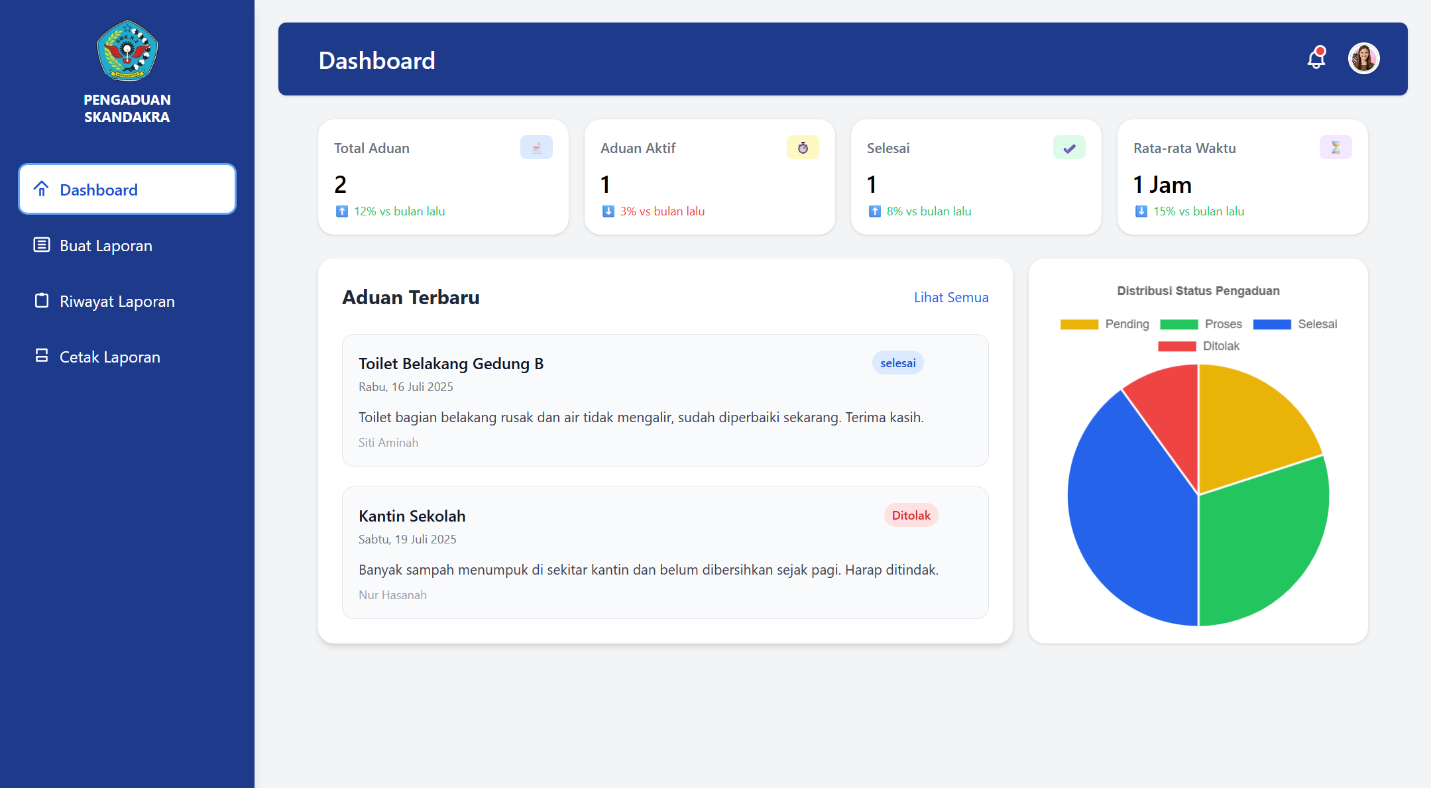 PENGADUAN
SKANDAKRA
Dashboard
Buat Laporan
Riwayat Laporan
Cetak Laporan
Dashboard
Total Aduan
2
12% vs bulan lalu
Aduan Aktif
1
3% vs bulan lalu
Selesai
1
8% vs bulan lalu
Rata-rata Waktu
1 Jam
15% vs bulan lalu
Aduan Terbaru
Lihat Semua
Toilet Belakang Gedung B
selesai
Rabu, 16 Juli 2025
Toilet bagian belakang rusak dan air tidak mengalir, sudah diperbaiki sekarang. Terima kasih.
Siti Aminah
Kantin Sekolah
Ditolak
Sabtu, 19 Juli 2025
Banyak sampah menumpuk di sekitar kantin dan belum dibersihkan sejak pagi. Harap ditindak.
Nur Hasanah
Distribusi Status Pengaduan
Pending Proses Selesai
Ditolak